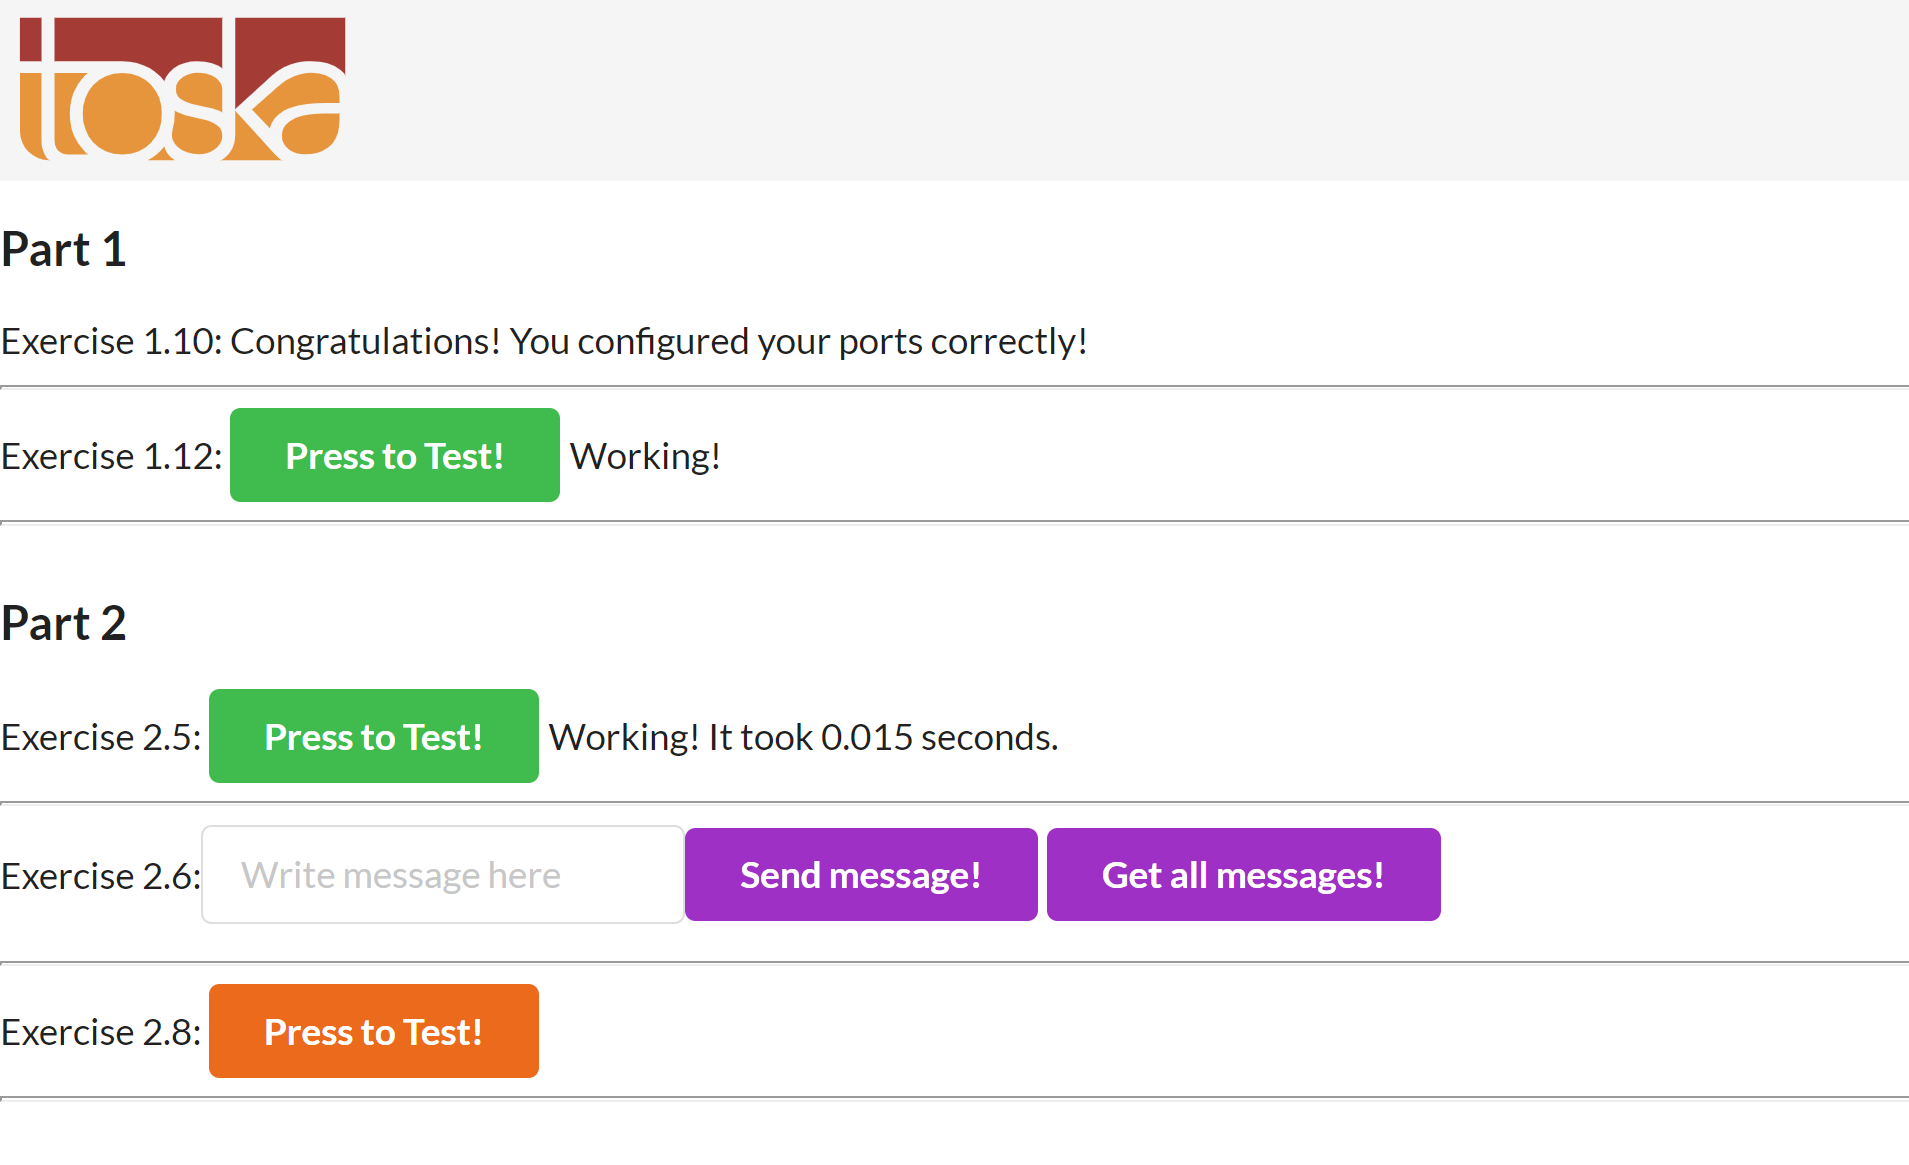 toska
Part 1
Exercise 1.10: Congratulations! You configured your ports correctly!
Exercise 1.12: Press to Test! Working!
Part 2
Exercise 2.5: Press to Test! Working! It took 0.015 seconds.
Exercise 2.6: Write message here Send message! Get all messages!
Exercise 2.8: Press to Test!